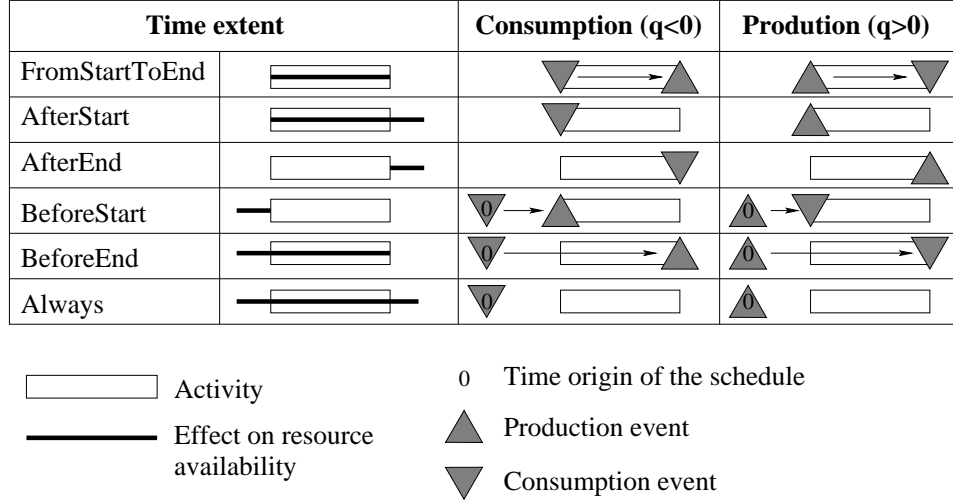 Time extent Consumption (q<0) Prodution (q>0)
FromStartToEnd
AfterStart
AfterEnd
BeforeStart 0 0
BeforeEnd 0 0
Always 0 0
Activity 0 Time origin of the schedule
Effect on resource
availability
Production event
Consumption event